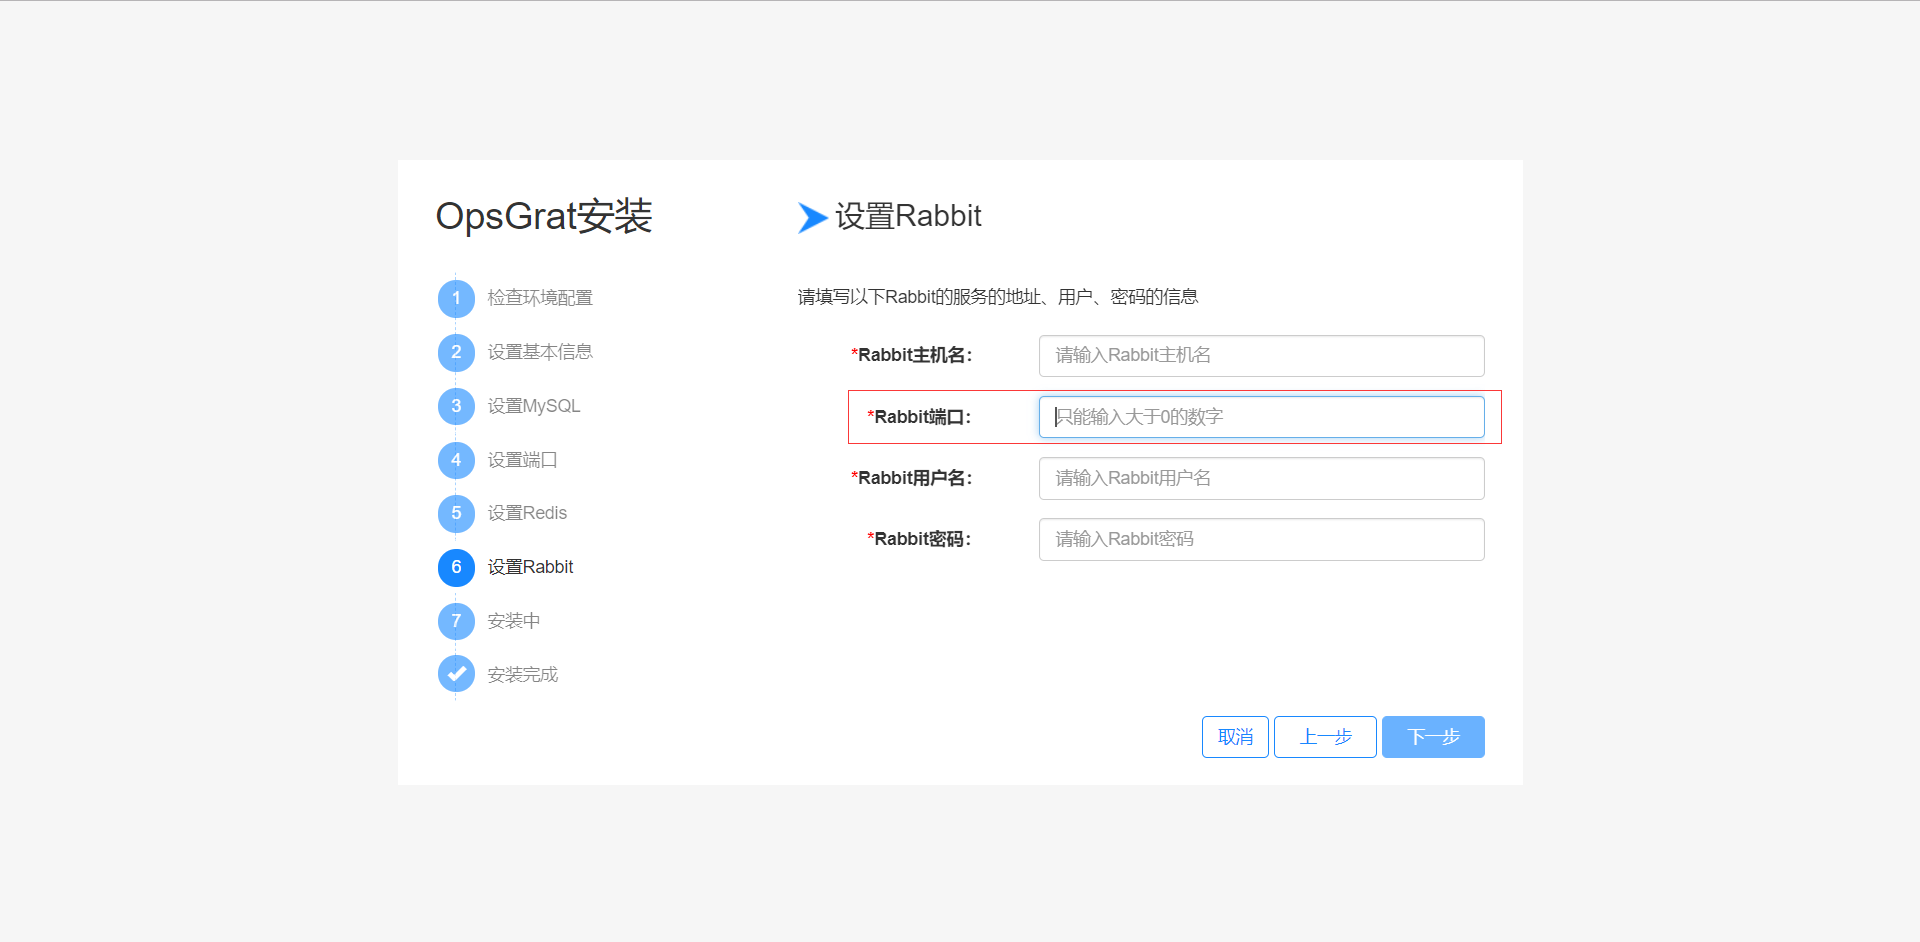 OpsGrat安装
1 检查环境配置
2 设置基本信息
3 设置MySQL
4 设置端口
5 设置Redis
6 设置Rabbit
7 安装中
安装完成
设置Rabbit
请填写以下Rabbit的服务的地址、用户、密码的信息
*Rabbit主机名: 请输入Rabbit主机名
*Rabbit端口: 只能输入大于0的数字
*Rabbit用户名: 请输入Rabbit用户名
*Rabbit密码: 请输入Rabbit密码
取消 上一步 下一步